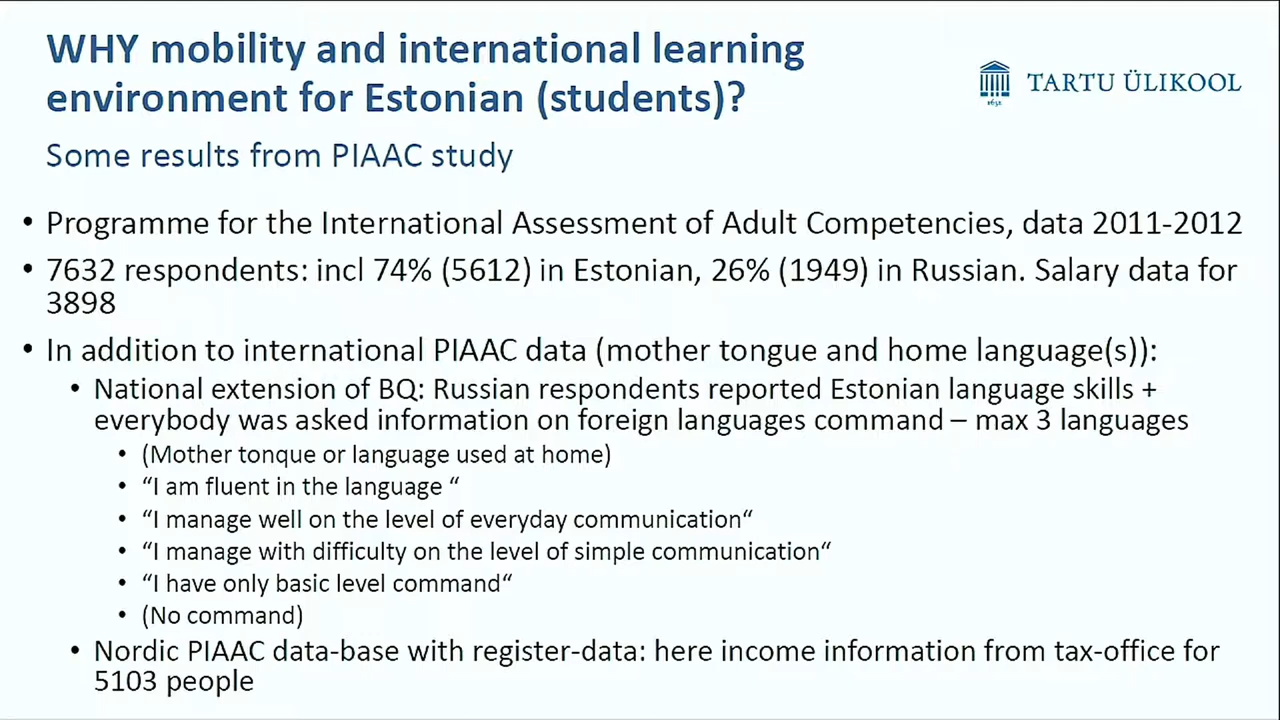 WHY mobility and international learning
environment for Estonian (students)?
TARTU ÜLIKOOL
1632
Some results from PIAAC study
• Programme for the International Assessment of Adult Competencies, data 2011-2012
• 7632 respondents: incl 74% (5612) in Estonian, 26% (1949) in Russian. Salary data for
3898
• In addition to international PIAAC data (mother tongue and home language(s)):
• National extension of BQ: Russian respondents reported Estonian language skills +
everybody was asked information on foreign languages command – max 3 languages
• (Mother tonque or language used at home)
• “I am fluent in the language “
• “I manage well on the level of everyday communication“
• “I manage with difficulty on the level of simple communication“
• “I have only basic level command“
• (No command)
• Nordic PIAAC data-base with register-data: here income information from tax-office for
5103 people